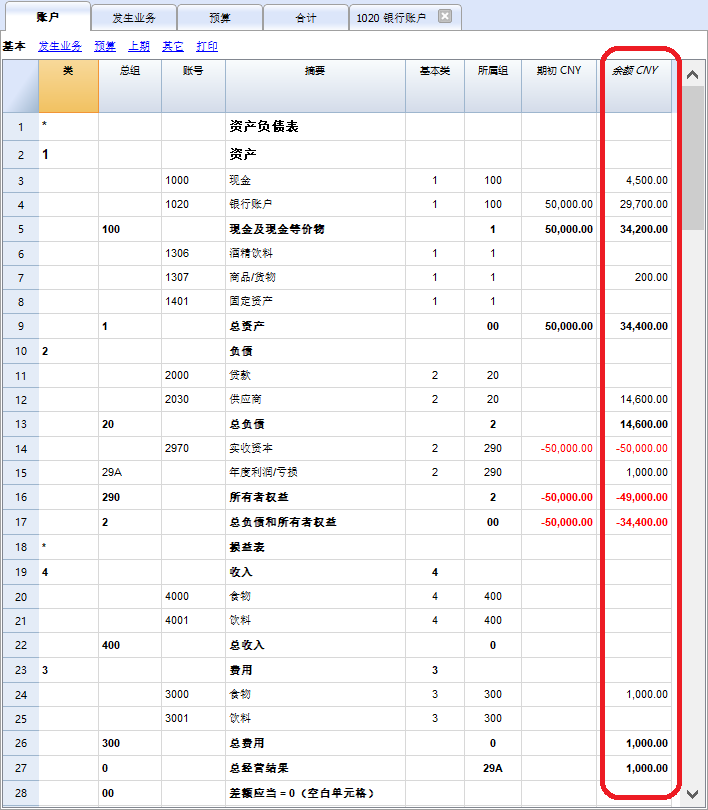 账户 发生业务 预算 合计 1020 银行账户
基本 发生业务 预算 上期 其它 打印
类 总组 账号 摘要 基本类 所属组 期初 CNY 余额 CNY
1 * 资产负债表
2 1 资产
3 1000 现金 1 100 4,500.00
4 1020 银行账户 1 100 50,000.00 29,700.00
5 100 现金及现金等价物 1 50,000.00 34,200.00
6 1306 酒精饮料 1 1
7 1307 商品/货物 1 1 200.00
8 1401 固定资产 1 1
9 1 总资产 00 50,000.00 34,400.00
10 2 负债
11 2000 贷款 2 20
12 2030 供应商 2 20 14,600.00
13 20 总负债 2 14,600.00
14 2970 实收资本 2 290 -50,000.00 -50,000.00
15 29A 年度利润/亏损 2 290 1,000.00
16 290 所有者权益 2 -50,000.00 -49,000.00
17 2 总负债和所有者权益 00 -50,000.00 -34,400.00
18 * 损益表
19 4 收入 4
20 4000 食物 4 400
21 4001 饮料 4 400
22 400 总收入 0
23 3 费用 3
24 3000 食物 3 300 1,000.00
25 3001 饮料 3 300
26 300 总费用 0 1,000.00
27 0 总经营结果 29A 1,000.00
28 00 差额应当 = 0（空白单元格）